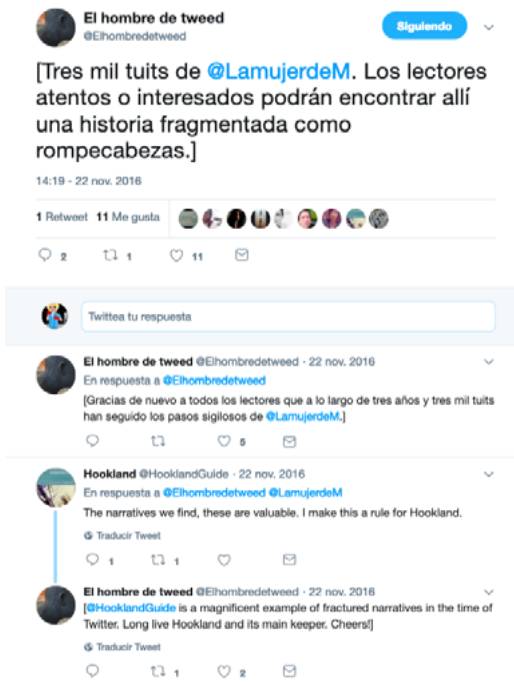 El hombre de tweed
@Elhombredetweed
Siguiendo
[Tres mil tuits de @LamujerdeM. Los lectores
atentos o interesados podrán encontrar allí
una historia fragmentada como
rompecabezas.]
14:19 - 22 nov. 2016
1 Retweet 11 Me gusta
2 1 11
Twittea tu respuesta
El hombre de tweed @Elhombredetweed · 22 nov. 2016
En respuesta a @Elhombredetweed
[Gracias de nuevo a todos los lectores que a lo largo de tres años y tres mil tuits
han seguido los pasos sigilosos de @LamujerdeM.]
5
Hookland @HooklandGuide · 22 nov. 2016
En respuesta a @Elhombredetweed @LamujerdeM
The narratives we find, these are valuable. I make this a rule for Hookland.
Traducir Tweet
1 1
El hombre de tweed @Elhombredetweed · 22 nov. 2016
[@HooklandGuide is a magnificent example of fractured narratives in the time of
Twitter. Long live Hookland and its main keeper. Cheers!]
Traducir Tweet
1 2